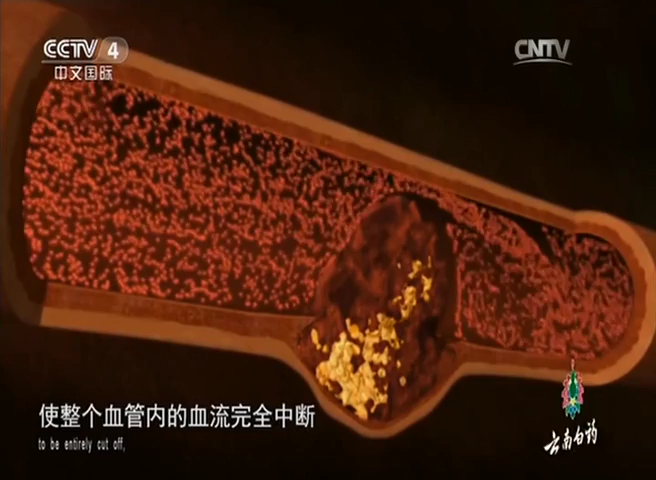 CCTV 4
中文国际
CNTV
使整个血管内的血流完全中断
to be entirely cut off,
云南白药